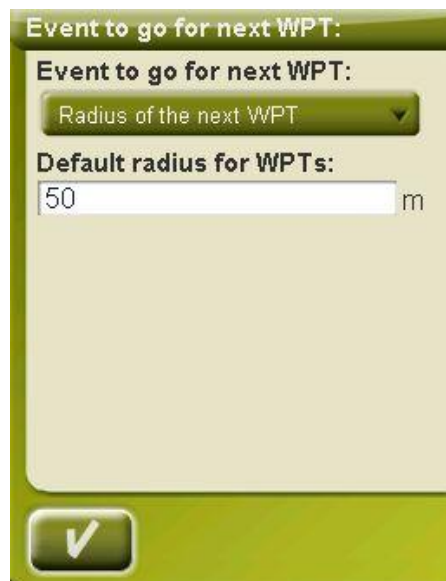 Event to go for next WPT:
Event to go for next WPT:
Radius of the next WPT
Default radius for WPTs:
50 m